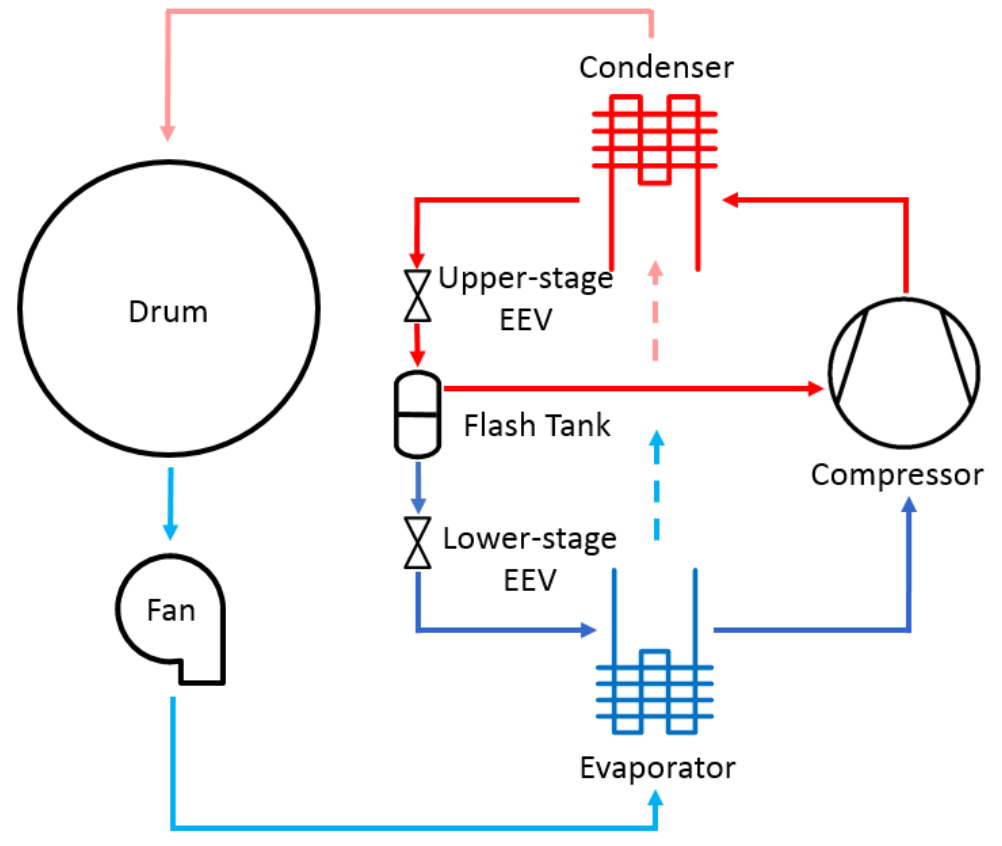 Condenser
Upper-stage
EEV
Drum
Flash Tank
Compressor
Lower-stage
EEV
Fan
Evaporator